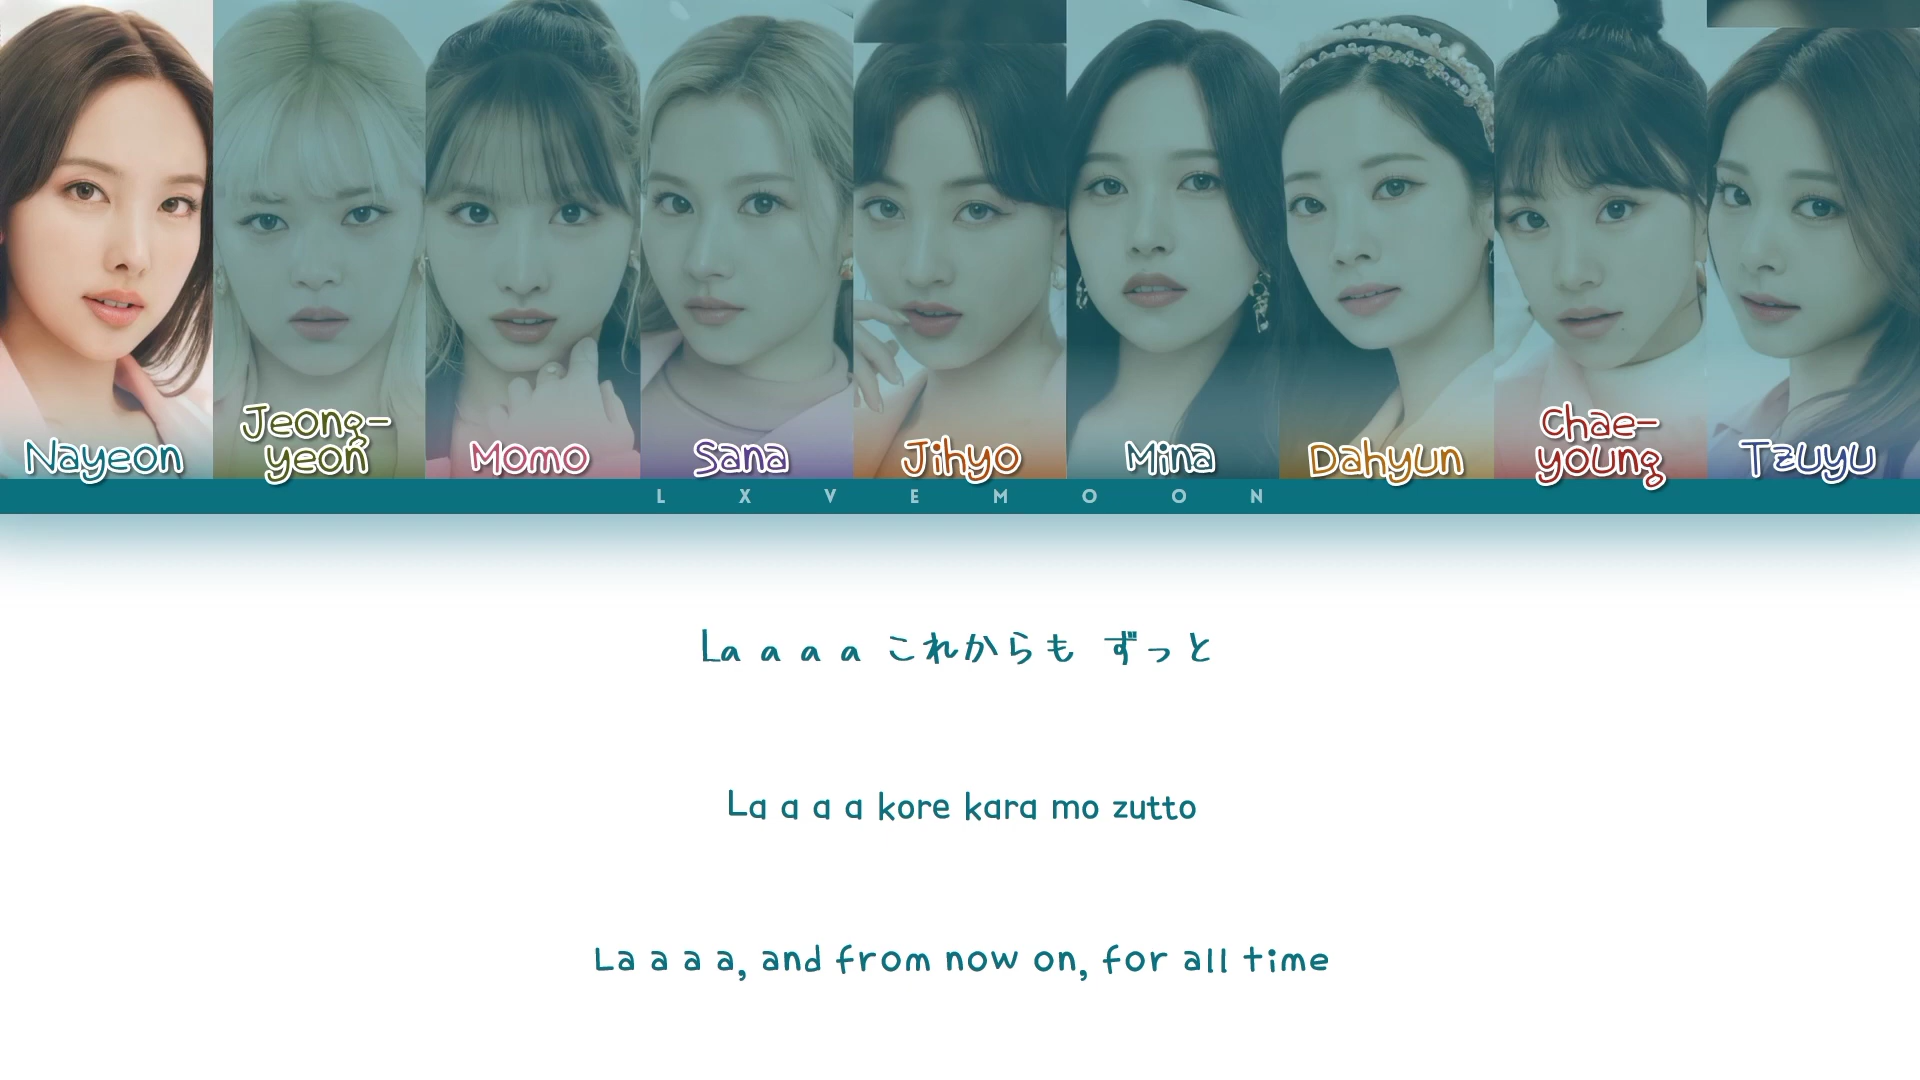 Nayeon
Jeong-
yeon
Momo
Sana
Jihyo
Mina
Dahyun
Chae-
young
Tzuyu
L X V E M O O N
La a a a これからも ずっと
La a a a kore kara mo zutto
La a a a, and from now on, for all time